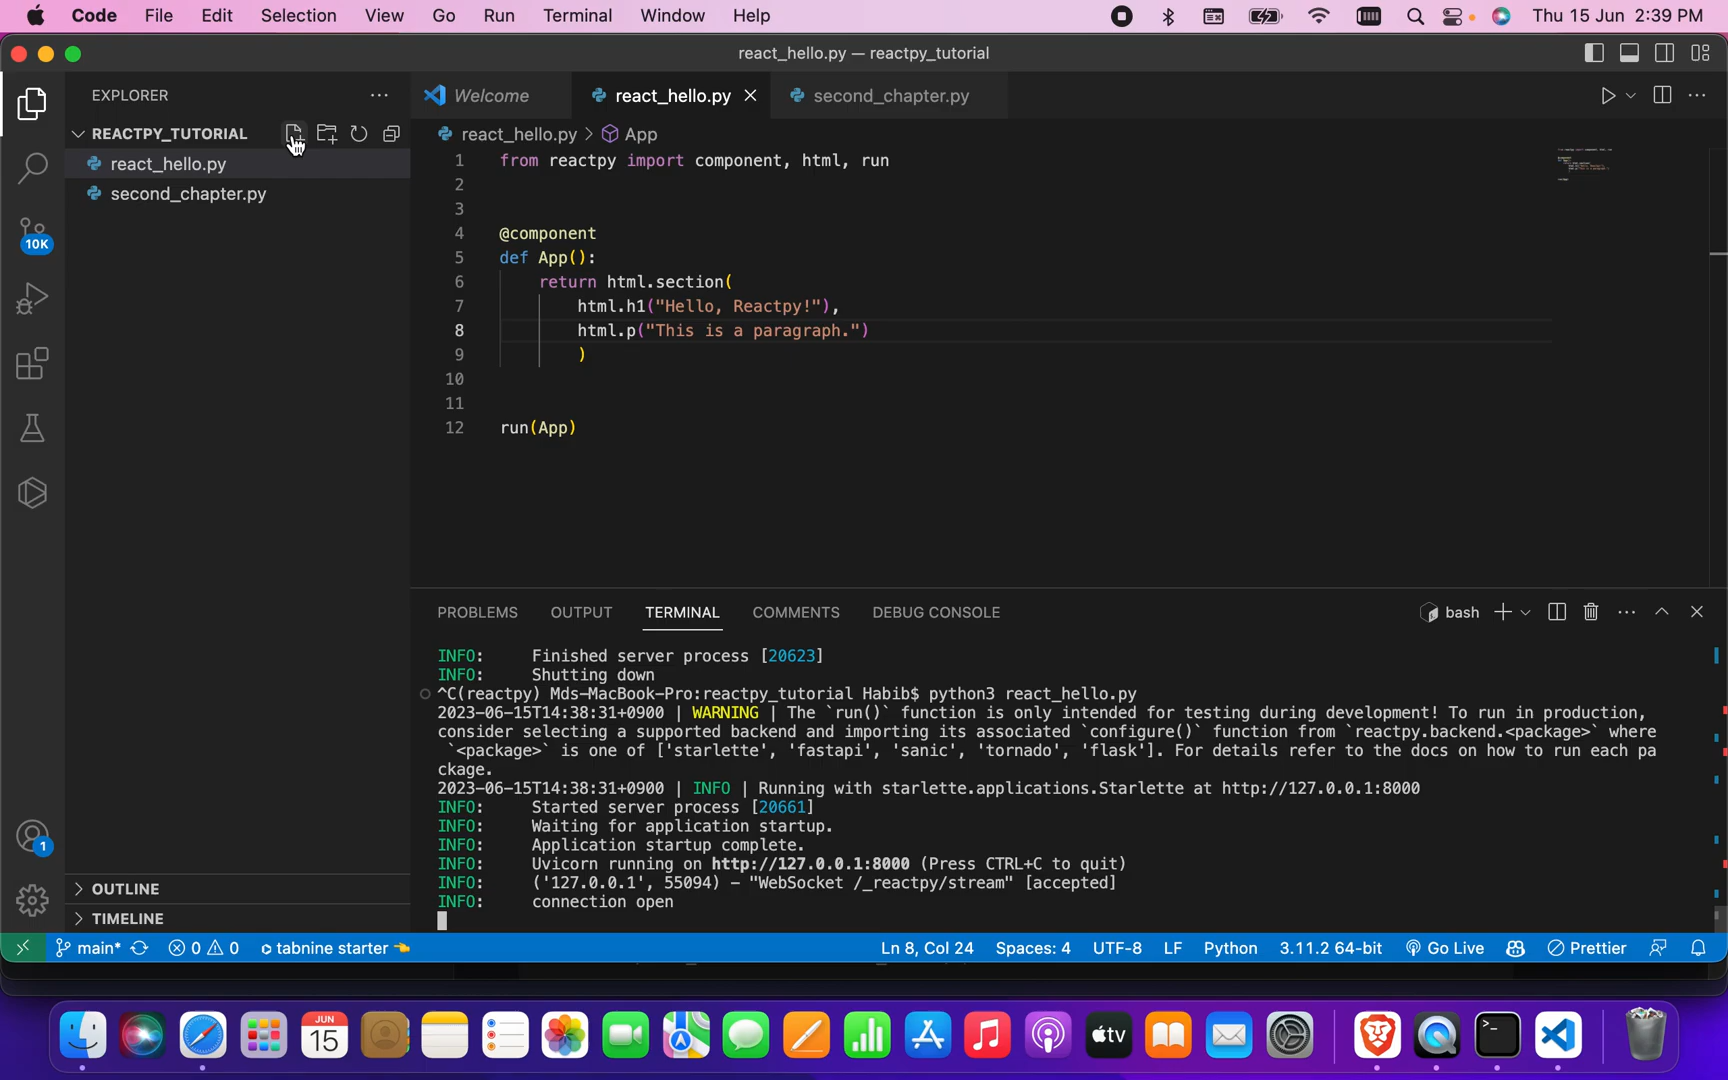 Code File Edit Selection View Go Run Terminal Window Help Thu 15 Jun 2:39 PM
react_hello.py — reactpy_tutorial
EXPLORER
Welcome react_hello.py second_chapter.py
REACTPY_TUTORIAL
react_hello.py > App
react_hello.py
second_chapter.py
10K
1 from reactpy import component, html, run
2
3
4 @component
5 def App():
6 return html.section(
7 html.h1("Hello, Reactpy!"),
8 html.p("This is a paragraph.")
9 )
10
11
12 run(App)
PROBLEMS OUTPUT TERMINAL COMMENTS DEBUG CONSOLE bash
INFO: Finished server process [20623]
INFO: Shutting down
^C(reactpy) Mds-MacBook-Pro:reactpy_tutorial Habib$ python3 react_hello.py
2023-06-15T14:38:31+0900 | WARNING | The `run()` function is only intended for testing during development! To run in production,
consider selecting a supported backend and importing its associated `configure()` function from `reactpy.backend.<package>` where
`<package>` is one of ['starlette', 'fastapi', 'sanic', 'tornado', 'flask']. For details refer to the docs on how to run each pa
ckage.
2023-06-15T14:38:31+0900 | INFO | Running with starlette.applications.Starlette at http://127.0.0.1:8000
INFO: Started server process [20661]
INFO: Waiting for application startup.
INFO: Application startup complete.
INFO: Uvicorn running on http://127.0.0.1:8000 (Press CTRL+C to quit)
INFO: ('127.0.0.1', 55094) - "WebSocket /_reactpy/stream" [accepted]
INFO: connection open
1
OUTLINE
TIMELINE
main* 0 0 tabnine starter Ln 8, Col 24 Spaces: 4 UTF-8 LF Python 3.11.2 64-bit Go Live Prettier
JUN
15
tv